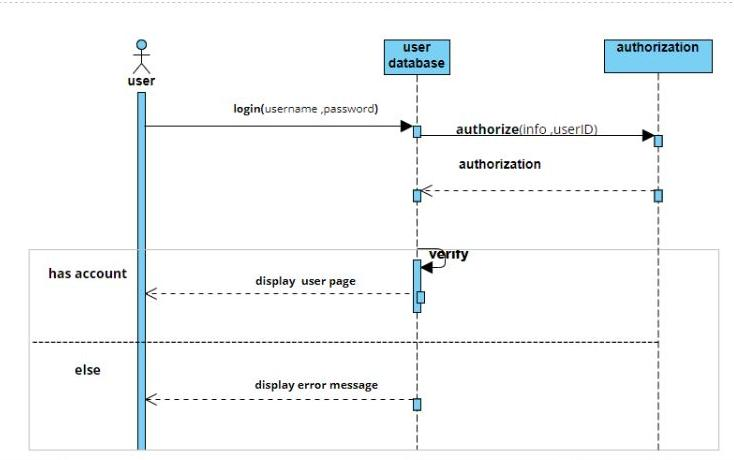 user
database
authorization
user
login(username ,password)
authorize(info ,userID)
authorization
verify
has account
display user page
else
display error message